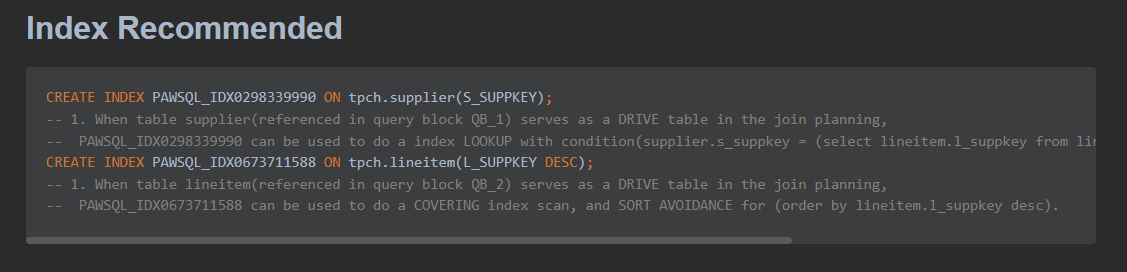 Index Recommended
CREATE INDEX PAWSQL_IDX0298339990 ON tpch.supplier(S_SUPPKEY);
-- 1. When table supplier(referenced in query block QB_1) serves as a DRIVE table in the join planning,
--  PAWSQL_IDX0298339990 can be used to do a index LOOKUP with condition(supplier.s_suppkey = (select lineitem.l_suppkey from lin
CREATE INDEX PAWSQL_IDX0673711588 ON tpch.lineitem(L_SUPPKEY DESC);
-- 1. When table lineitem(referenced in query block QB_2) serves as a DRIVE table in the join planning,
--  PAWSQL_IDX0673711588 can be used to do a COVERING index scan, and SORT AVOIDANCE for (order by lineitem.l_suppkey desc).